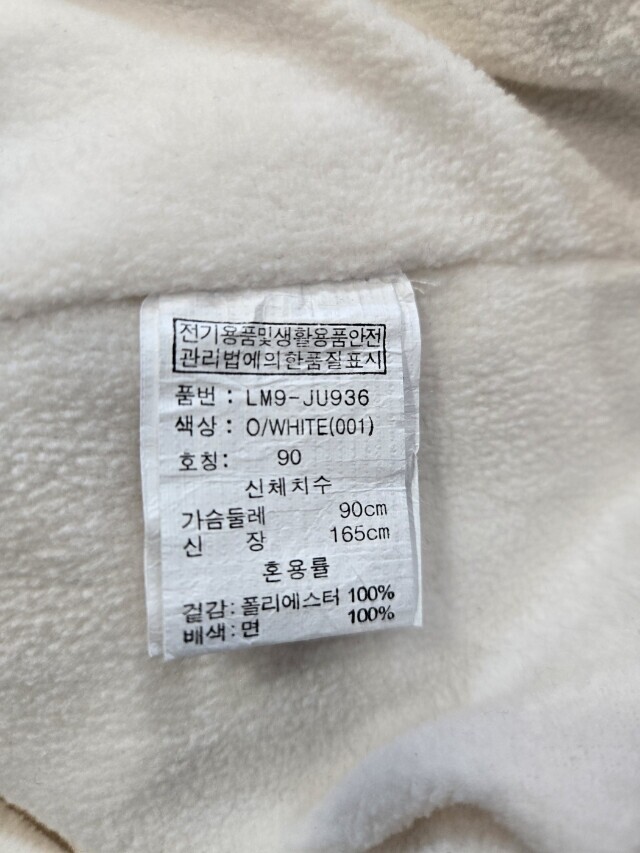 전기용품및생활용품안전
관리법에의한품질표시
품번 : LM9-JU936
색상 : O/WHITE(001)
호칭 : 90
신체치수
가슴둘레 90cm
신 장 165cm
혼용률
겉감 : 폴리에스터 100%
배색 : 면 100%